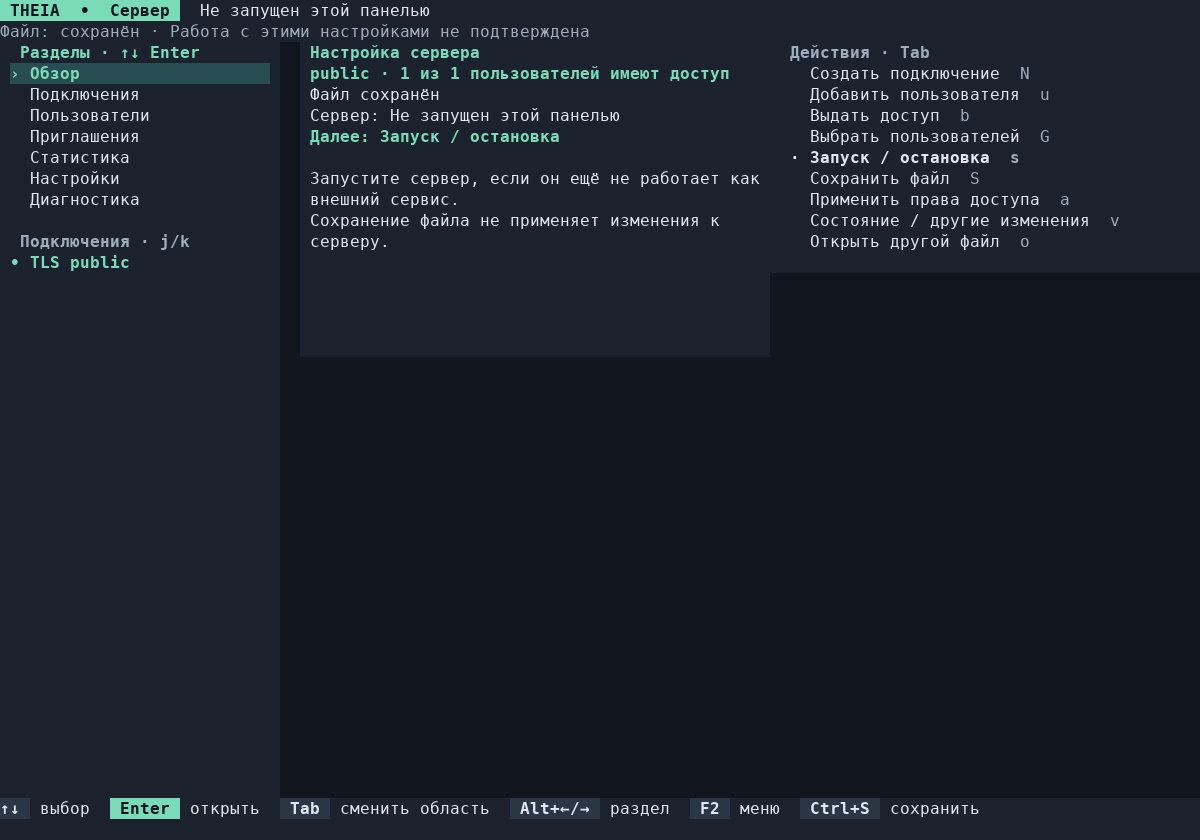 THEIA • Сервер Не запущен этой панелью
Файл: сохранён · Работа с этими настройками не подтверждена
Разделы · ↑↓ Enter
› Обзор
Подключения
Пользователи
Приглашения
Статистика
Настройки
Диагностика
Подключения · j/k
• TLS public
Настройка сервера
public · 1 из 1 пользователей имеют доступ
Файл сохранён
Сервер: Не запущен этой панелью
Далее: Запуск / остановка
Запустите сервер, если он ещё не работает как
внешний сервис.
Сохранение файла не применяет изменения к
серверу.
Действия · Tab
Создать подключение N
Добавить пользователя u
Выдать доступ b
Выбрать пользователей G
· Запуск / остановка s
Сохранить файл S
Применить права доступа a
Состояние / другие изменения v
Открыть другой файл o
↑↓ выбор Enter открыть Tab сменить область Alt+←/→ раздел F2 меню Ctrl+S сохранить